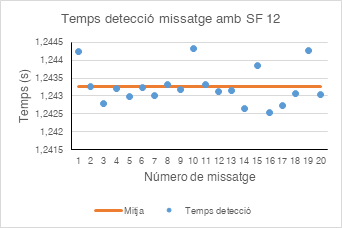 Temps detecció missatge amb SF 12
Temps (s)
1,2445
1,244
1,2435
1,243
1,2425
1,242
1,2415
1 2 3 4 5 6 7 8 9 10 11 12 13 14 15 16 17 18 19 20
Número de missatge
Mitja Temps detecció